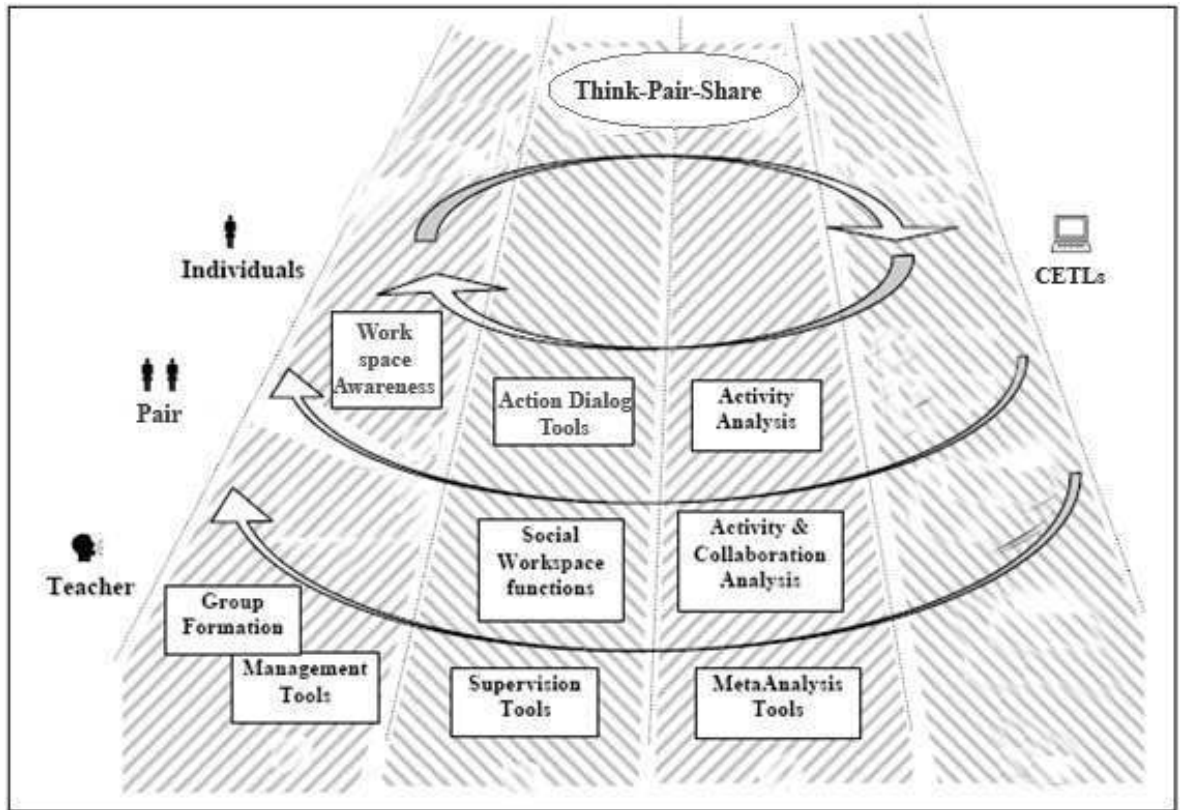 Think-Pair-Share
Individuals
CETLs
Work
space
Awareness
Pair
Action Dialog
Tools
Activity
Analysis
Teacher
Social
Workspace
functions
Activity &
Collaboration
Analysis
Group
Formation
Management
Tools
Supervision
Tools
MetaAnalysis
Tools